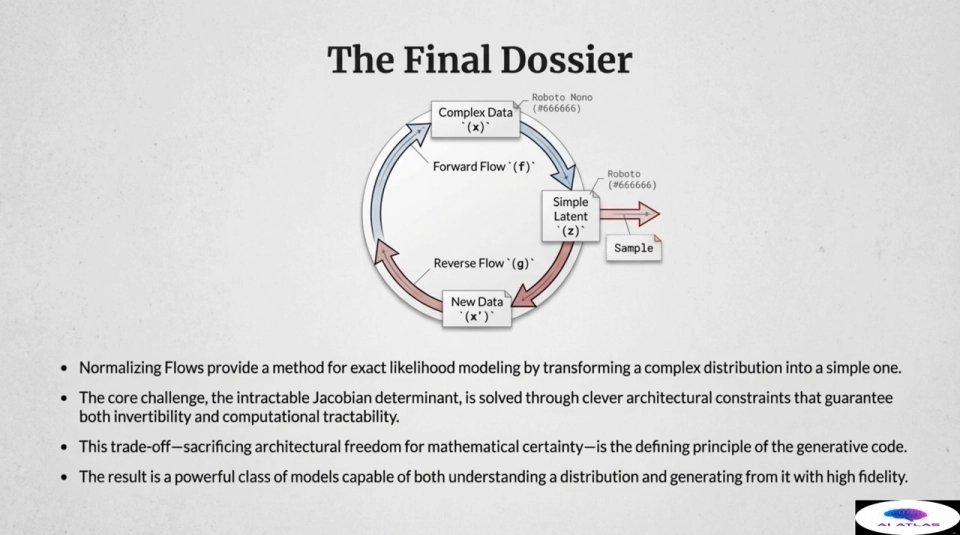 The Final Dossier
Complex Data
`(x)`
Roboto Nono
(#666666)
Forward Flow `(f)`
Roboto
(#666666)
Simple
Latent
`(z)`
Sample
Reverse Flow `(g)`
New Data
`(x’)`
• Normalizing Flows provide a method for exact likelihood modeling by transforming a complex distribution into a simple one.
• The core challenge, the intractable Jacobian determinant, is solved through clever architectural constraints that guarantee
both invertibility and computational tractability.
• This trade-off—sacrificing architectural freedom for mathematical certainty—is the defining principle of the generative code.
• The result is a powerful class of models capable of both understanding a distribution and generating from it with high fidelity.
AI ATLAS